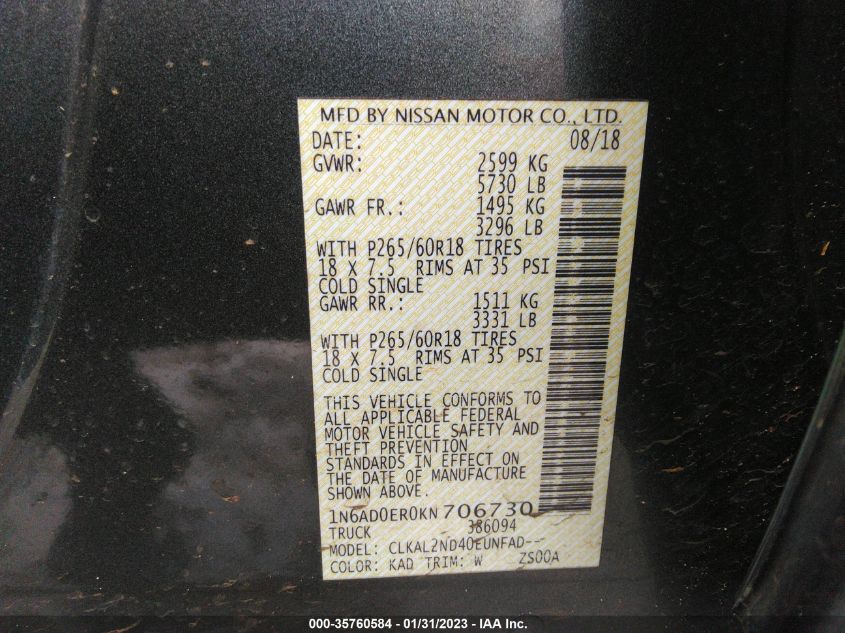 MFD BY NISSAN MOTOR CO., LTD.
DATE: 08/18
GVWR: 2599 KG
5730 LB
GAWR FR.: 1495 KG
3296 LB
WITH P265/60R18 TIRES
18 X 7.5 RIMS AT 35 PSI
COLD SINGLE
GAWR RR.: 1511 KG
3331 LB
WITH P265/60R18 TIRES
18 X 7.5 RIMS AT 35 PSI
COLD SINGLE
THIS VEHICLE CONFORMS TO
ALL APPLICABLE FEDERAL
MOTOR VEHICLE SAFETY AND
THEFT PREVENTION
STANDARDS IN EFFECT ON
THE DATE OF MANUFACTURE
SHOWN ABOVE.
1N6AD0ER0KN706730
TRUCK 386094
MODEL: CLKAL2ND40EUNFAD--
COLOR: KAD TRIM: W ZS00A
000-35760584 - 01/31/2023 - IAA Inc.